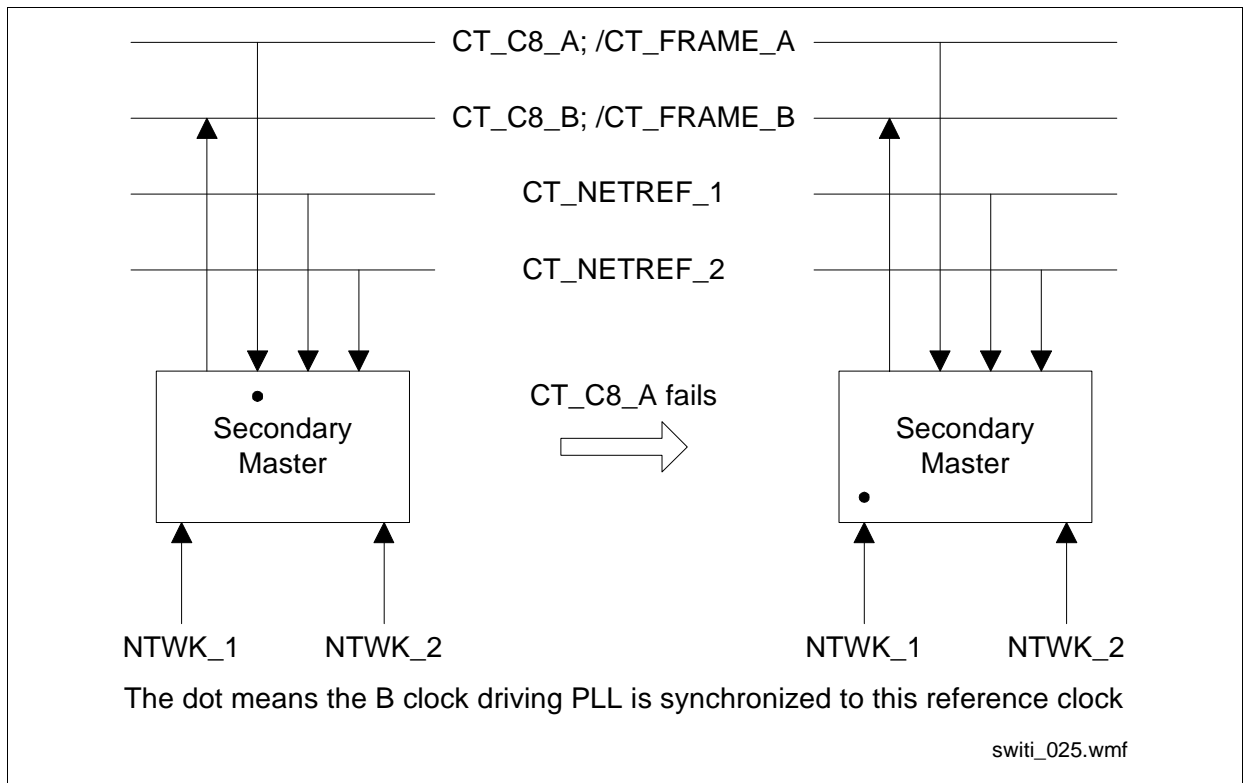 CT_C8_A; /CT_FRAME_A
CT_C8_B; /CT_FRAME_B
CT_NETREF_1
CT_NETREF_2
CT_C8_A fails
Secondary
Master
Secondary
Master
NTWK_1
NTWK_2
NTWK_1
NTWK_2
The dot means the B clock driving PLL is synchronized to this reference clock
switi_025.wmf